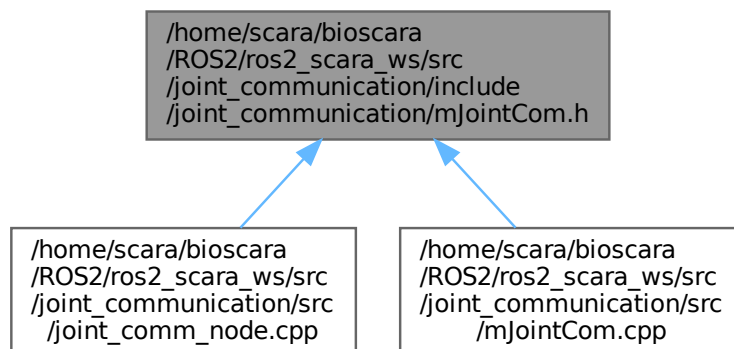 /home/scara/bioscara
/ROS2/ros2_scara_ws/src
/joint_communication/include
/joint_communication/mJointCom.h
/home/scara/bioscara
/ROS2/ros2_scara_ws/src
/joint_communication/src
/joint_comm_node.cpp
/home/scara/bioscara
/ROS2/ros2_scara_ws/src
/joint_communication/src
/mJointCom.cpp